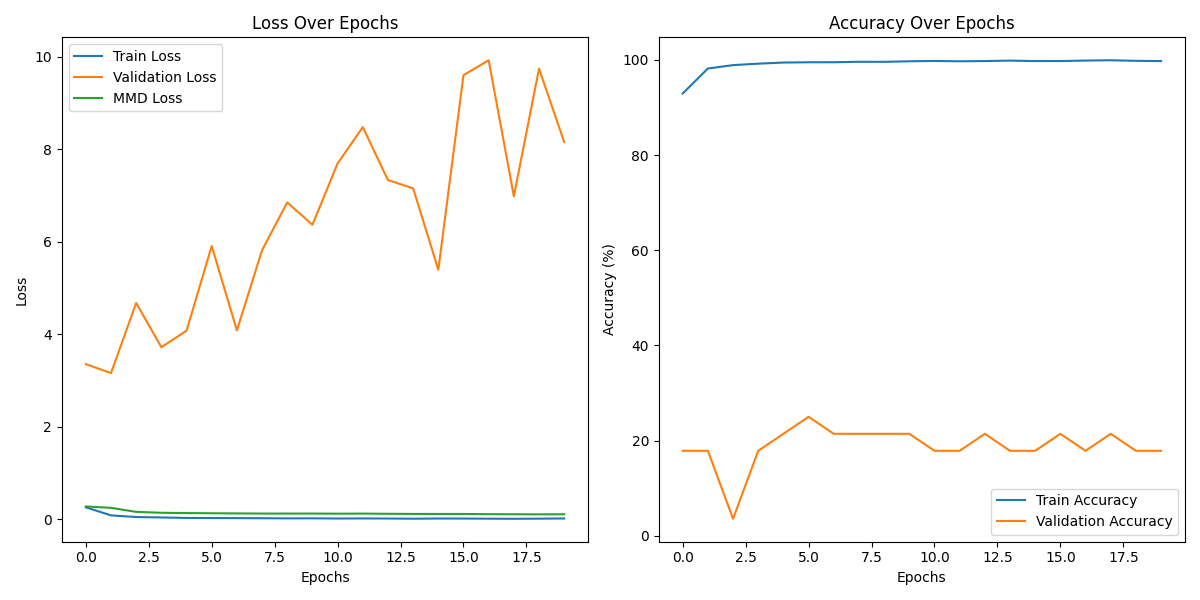 Loss Over Epochs
Train Loss
Validation Loss
MMD Loss
10
8
6
4
2
0
Loss
0.0 2.5 5.0 7.5 10.0 12.5 15.0 17.5
Epochs
Accuracy Over Epochs
100
80
60
40
20
0
Accuracy (%)
Train Accuracy
Validation Accuracy
0.0 2.5 5.0 7.5 10.0 12.5 15.0 17.5
Epochs